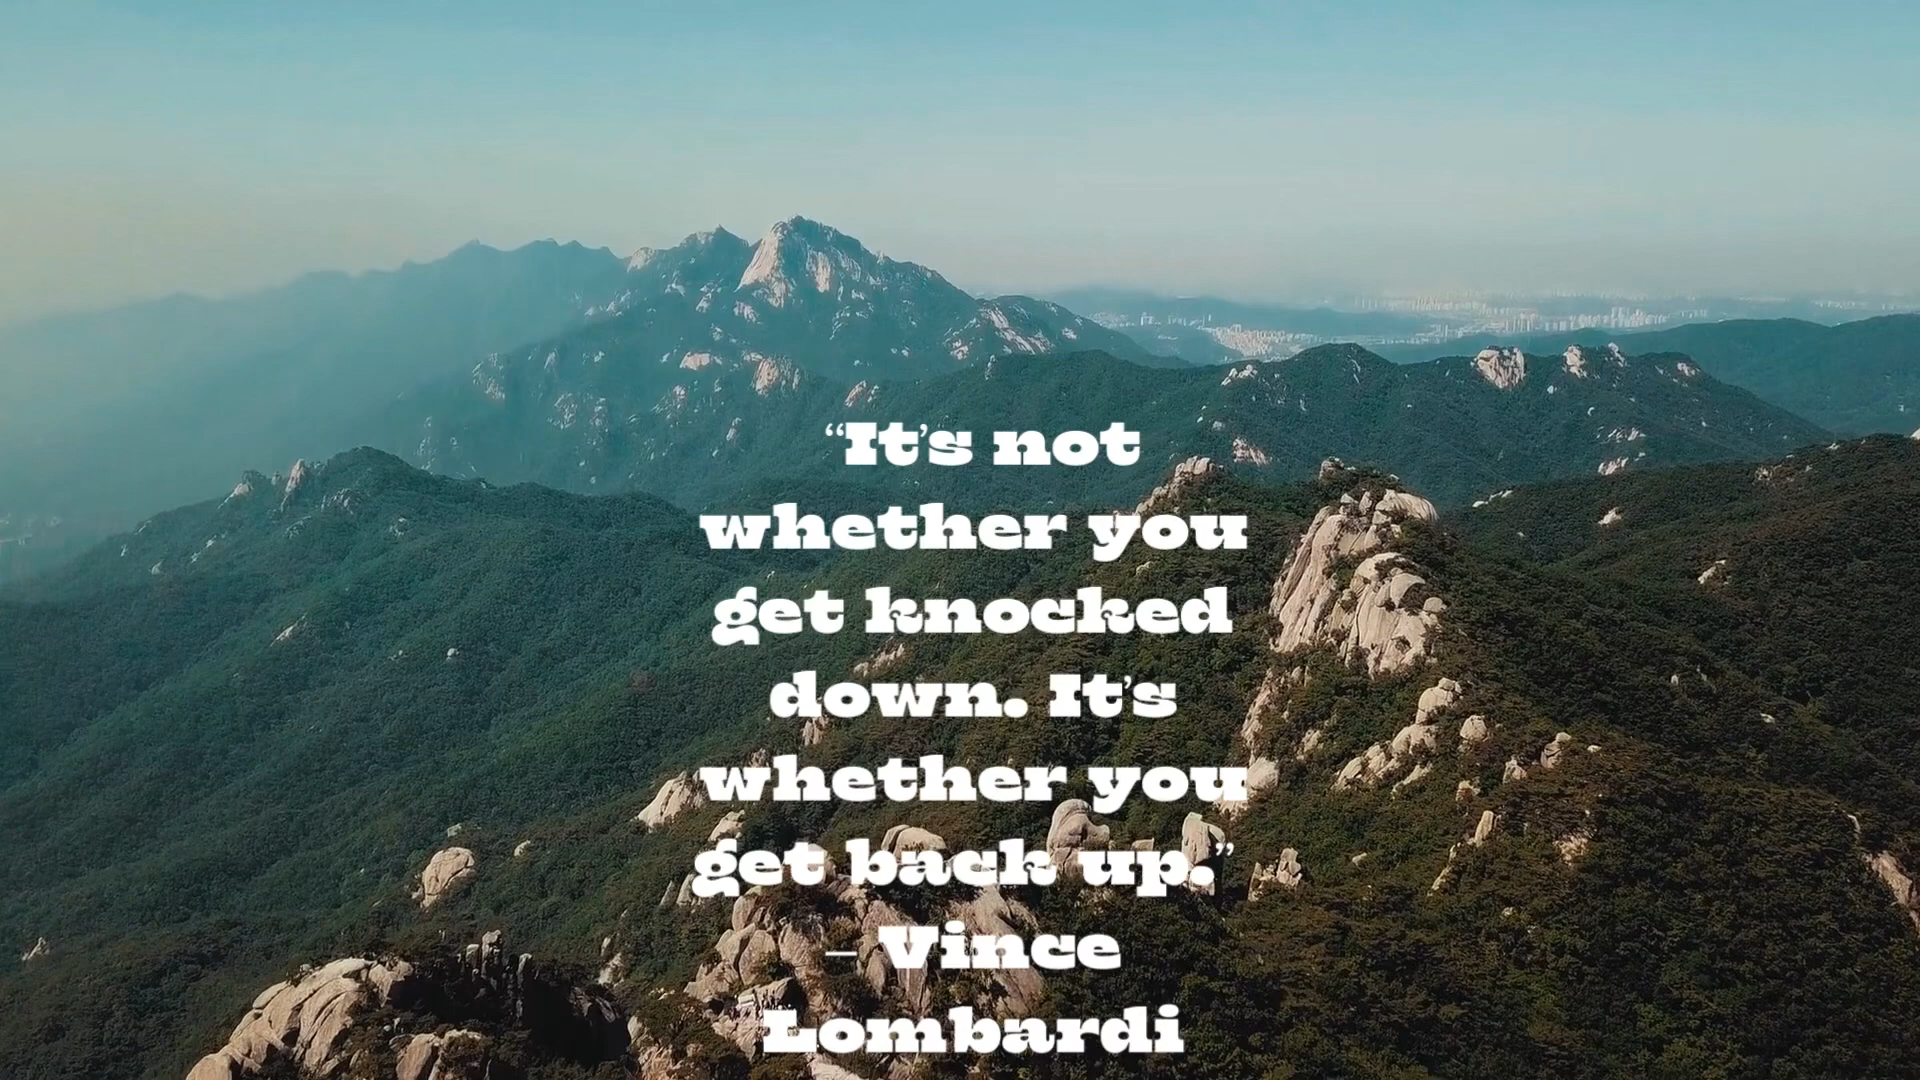 “It’s not
whether you
get knocked
down. It’s
whether you
get back up.”
– Vince
Lombardi